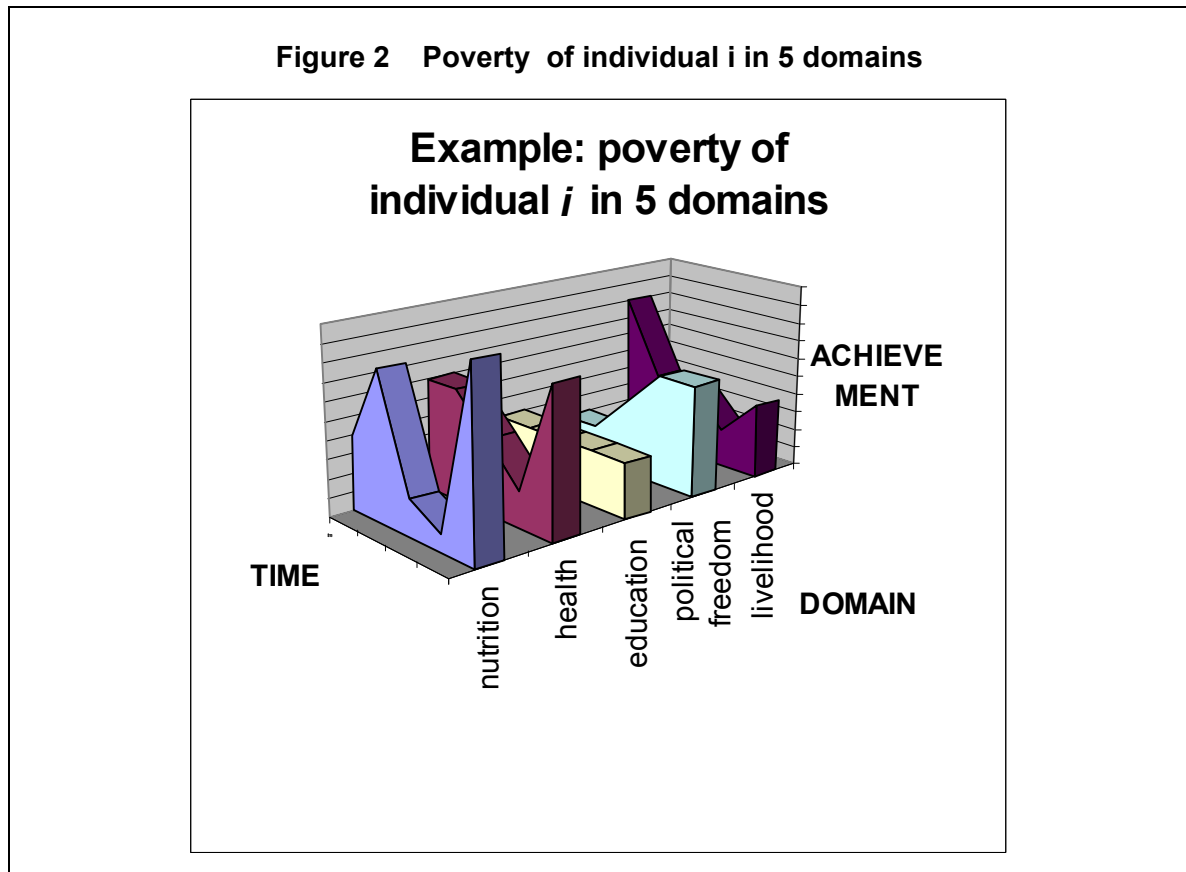 Figure 2 Poverty of individual i in 5 domains
Example: poverty of
individual i in 5 domains
ACHIEVE
MENT
TIME
nutrition
health
education
political
freedom
livelihood
DOMAIN